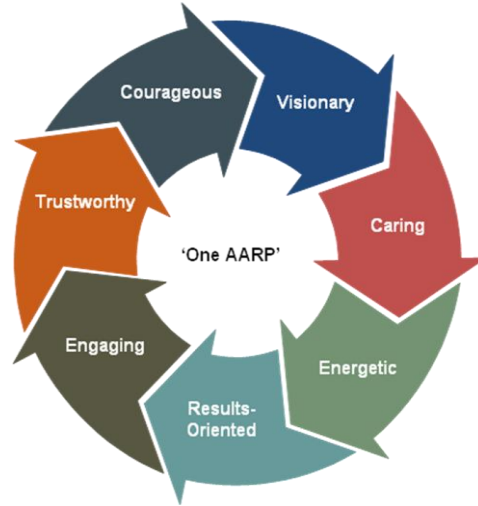 Courageous
Visionary
Trustworthy
Caring
'One AARP'
Engaging
Energetic
Results-
Oriented